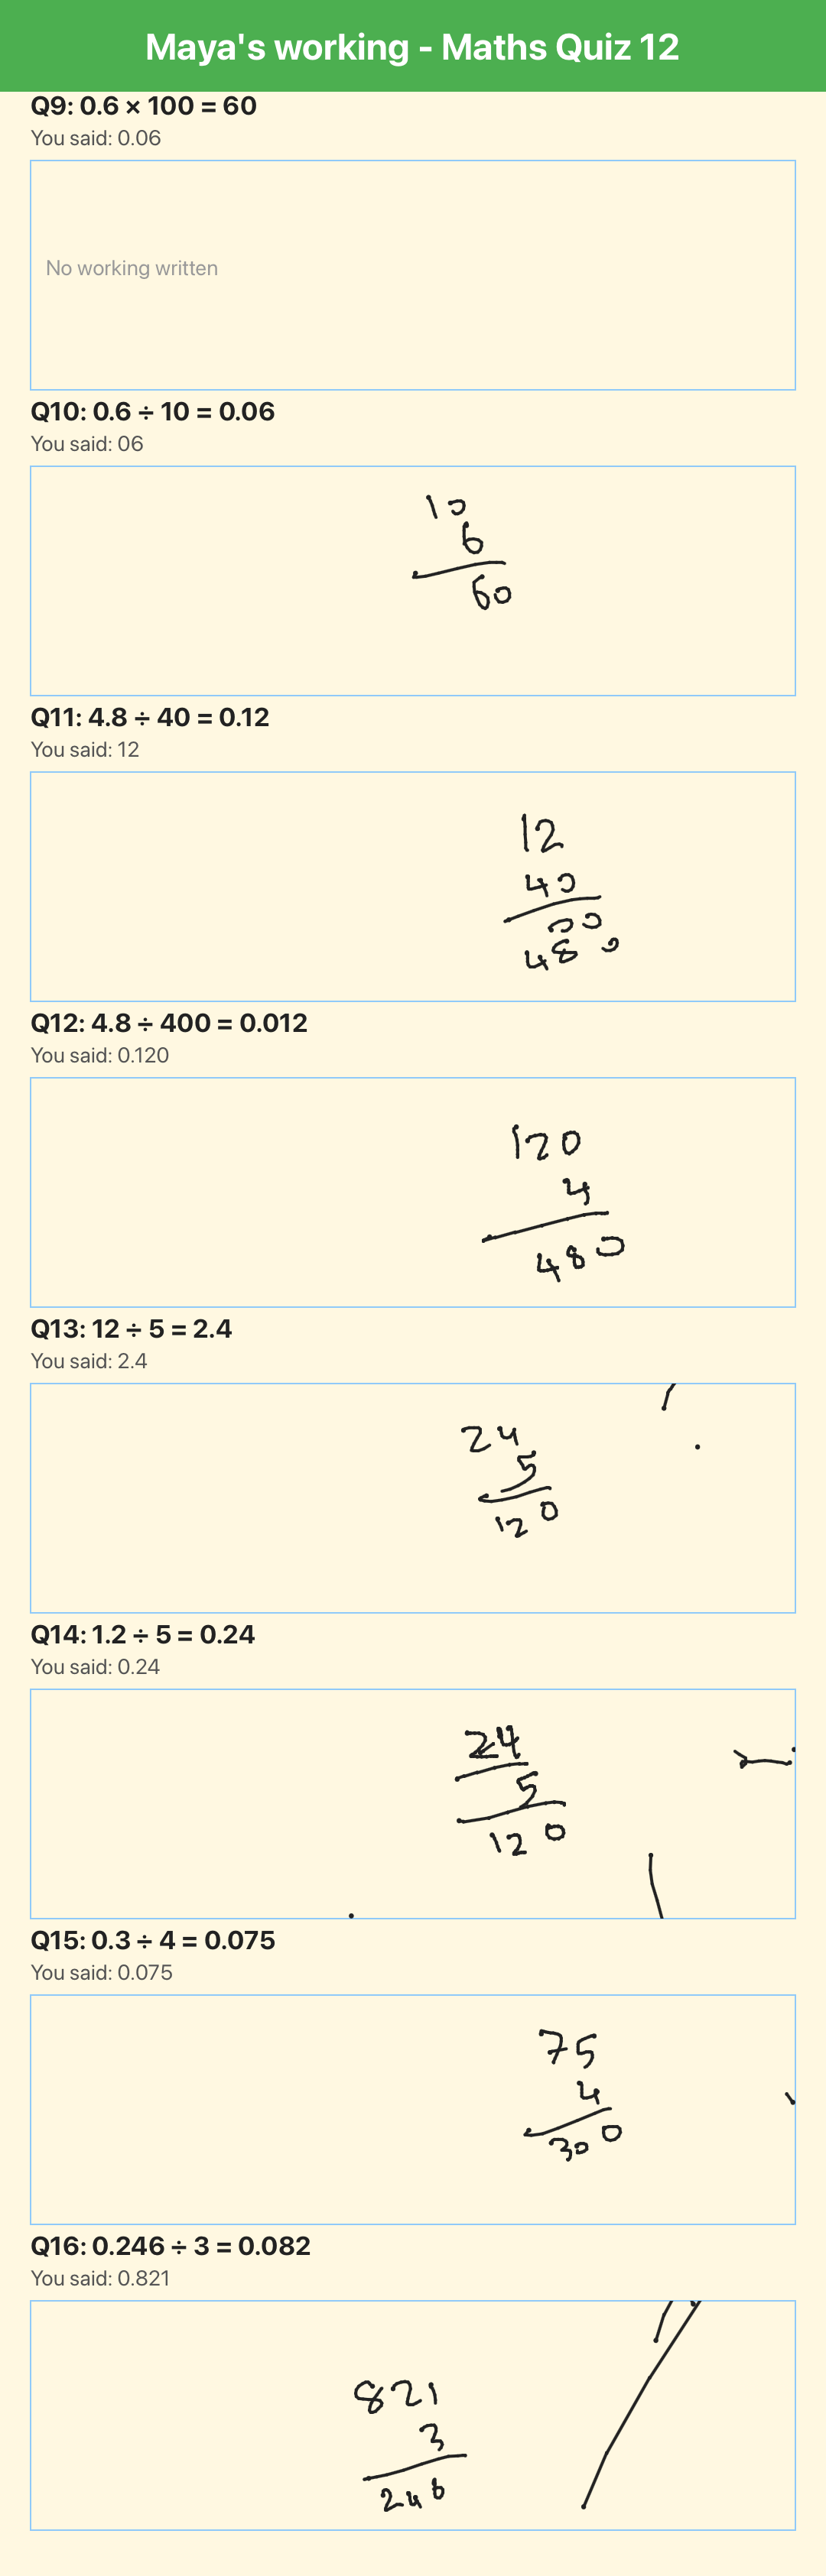 Maya's working - Maths Quiz 12
Q9: 0.6 × 100 = 60
You said: 0.06
No working written
Q10: 0.6 ÷ 10 = 0.06
You said: 06
10
6
60
Q11: 4.8 ÷ 40 = 0.12
You said: 12
12
40
00
480
Q12: 4.8 ÷ 400 = 0.012
You said: 0.120
120
4
480
Q13: 12 ÷ 5 = 2.4
You said: 2.4
24
5
120
Q14: 1.2 ÷ 5 = 0.24
You said: 0.24
24
5
120
Q15: 0.3 ÷ 4 = 0.075
You said: 0.075
75
4
300
Q16: 0.246 ÷ 3 = 0.082
You said: 0.821
821
3
246